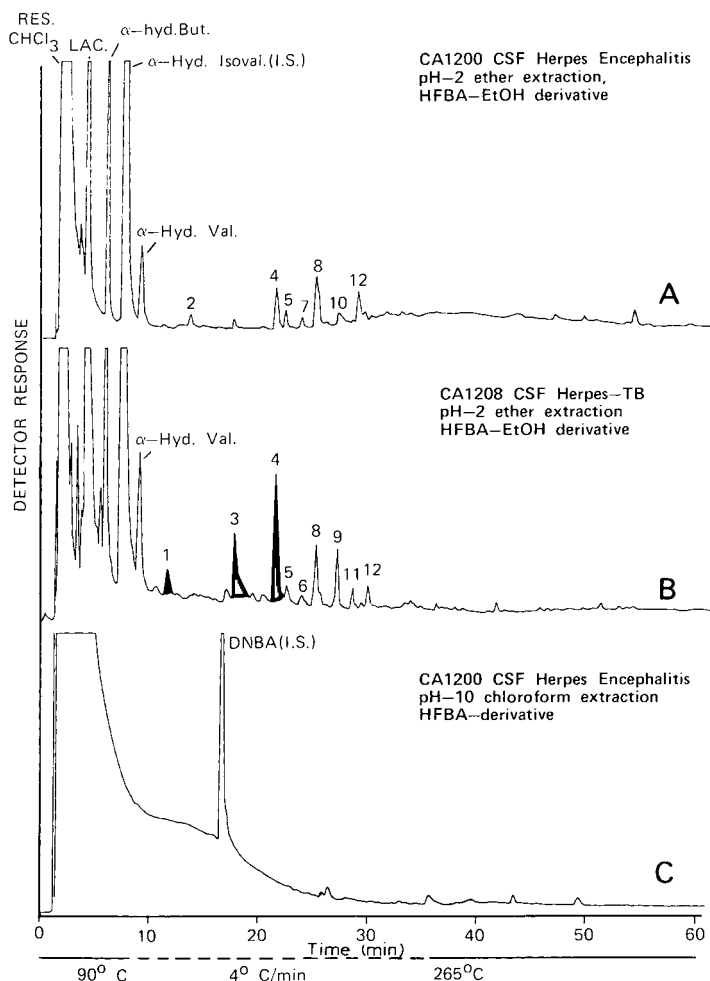 RES.
CHCl3
LAC.
α-hyd.But.
α-Hyd. Isoval.(I.S.)
CA1200 CSF Herpes Encephalitis
pH-2 ether extraction,
HFBA-EtOH derivative
α-Hyd. Val.
2
4
5
7
8
10
12
A
DETECTOR RESPONSE
CA1208 CSF Herpes-TB
pH-2 ether extraction
HFBA-EtOH derivative
α-Hyd. Val.
1
3
4
5
6
8
9
11
12
B
DNBA(I.S.)
CA1200 CSF Herpes Encephalitis
pH-10 chloroform extraction
HFBA-derivative
C
0 10 20 30 40 50 60
Time (min)
90° C 4° C/min 265°C